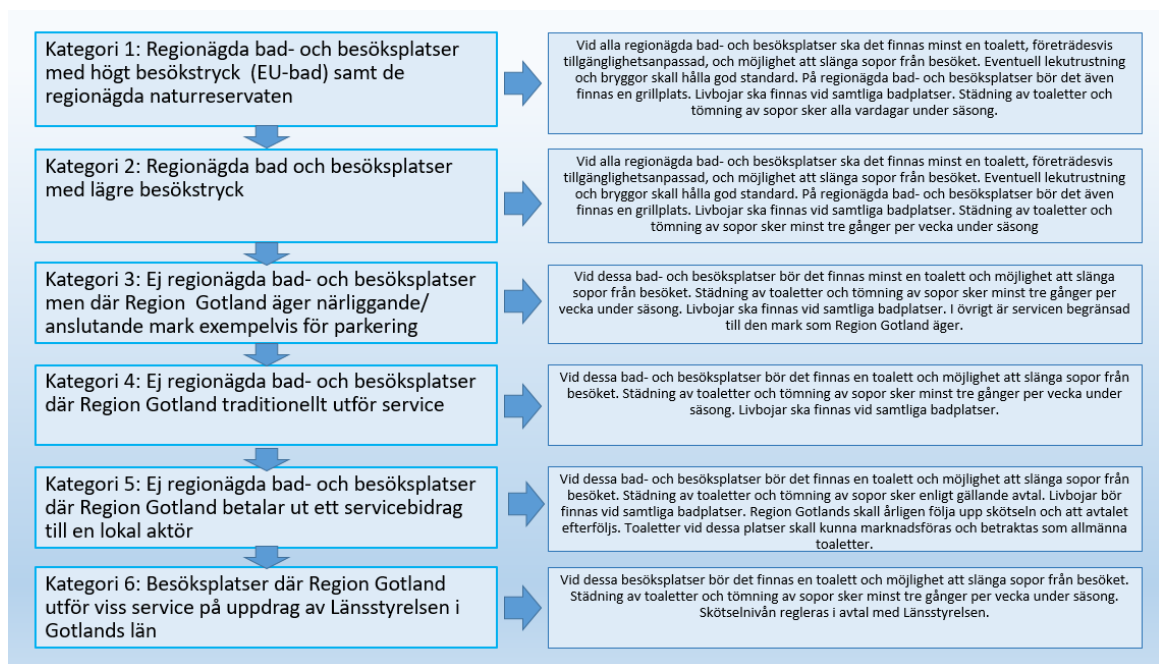 Kategori 1: Regionägda bad- och besöksplatser
med högt besökstryck  (EU-bad) samt de
regionägda naturreservaten
Vid alla regionägda bad- och besöksplatser ska det finnas minst en toalett, företrädesvis
tillgänglighetsanpassad, och möjlighet att slänga sopor från besöket. Eventuell lekutrustning
och bryggor skall hålla god standard. På regionägda bad- och besöksplatser bör det även
finnas en grillplats. Livbojar ska finnas vid samtliga badplatser. Städning av toaletter och
tömning av sopor sker alla vardagar under säsong.
Kategori 2: Regionägda bad och besöksplatser
med lägre besökstryck
Vid alla regionägda bad- och besöksplatser ska det finnas minst en toalett, företrädesvis
tillgänglighetsanpassad, och möjlighet att slänga sopor från besöket. Eventuell lekutrustning
och bryggor skall hålla god standard. På regionägda bad- och besöksplatser bör det även
finnas en grillplats. Livbojar ska finnas vid samtliga badplatser. Städning av toaletter och
tömning av sopor sker minst tre gånger per vecka under säsong
Kategori 3: Ej regionägda bad- och besöksplatser
men där Region  Gotland äger närliggande/
anslutande mark exempelvis för parkering
Vid dessa bad- och besöksplatser bör det finnas minst en toalett och möjlighet att slänga
sopor från besöket. Städning av toaletter och tömning av sopor sker minst tre gånger per
vecka under säsong. Livbojar ska finnas vid samtliga badplatser. I övrigt är servicen begränsad
till den mark som Region Gotland äger.
Kategori 4: Ej regionägda bad- och besöksplatser
där Region Gotland traditionellt utför service
Vid dessa bad- och besöksplatser bör det finnas en toalett och möjlighet att slänga sopor från
besöket. Städning av toaletter och tömning av sopor sker minst tre gånger per vecka under
säsong. Livbojar ska finnas vid samtliga badplatser.
Kategori 5: Ej regionägda bad- och besöksplatser
där Region Gotland betalar ut ett servicebidrag
till en lokal aktör
Vid dessa bad- och besöksplatser bör det finnas en toalett och möjlighet att slänga sopor från
besöket. Städning av toaletter och tömning av sopor sker enligt gällande avtal. Livbojar bör
finnas vid samtliga badplatser. Region Gotlands skall årligen följa upp skötseln och att avtalet
efterföljs. Toaletter vid dessa platser skall kunna marknadsföras och betraktas som allmänna
toaletter.
Kategori 6: Besöksplatser där Region Gotland
utför viss service på uppdrag av Länsstyrelsen i
Gotlands län
Vid dessa besöksplatser bör det finnas en toalett och möjlighet att slänga sopor från besöket.
Städning av toaletter och tömning av sopor sker minst tre gånger per vecka under säsong.
Skötselnivån regleras i avtal med Länsstyrelsen.